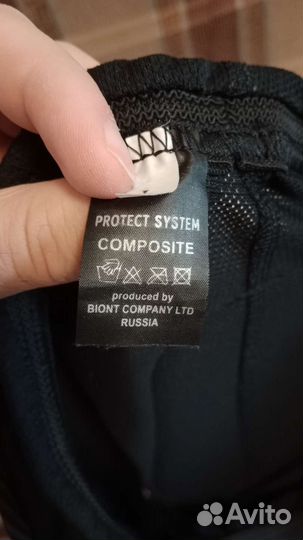 PROTECT SYSTEM
COMPOSITE
produced by
BIONT COMPANY LTD
RUSSIA
Avito